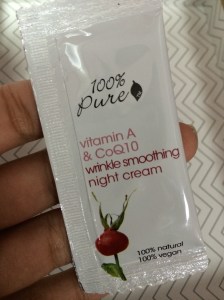 100%
pure
vitamin A
& CoQ10
wrinkle smoothing
night cream
100% natural
100% vegan